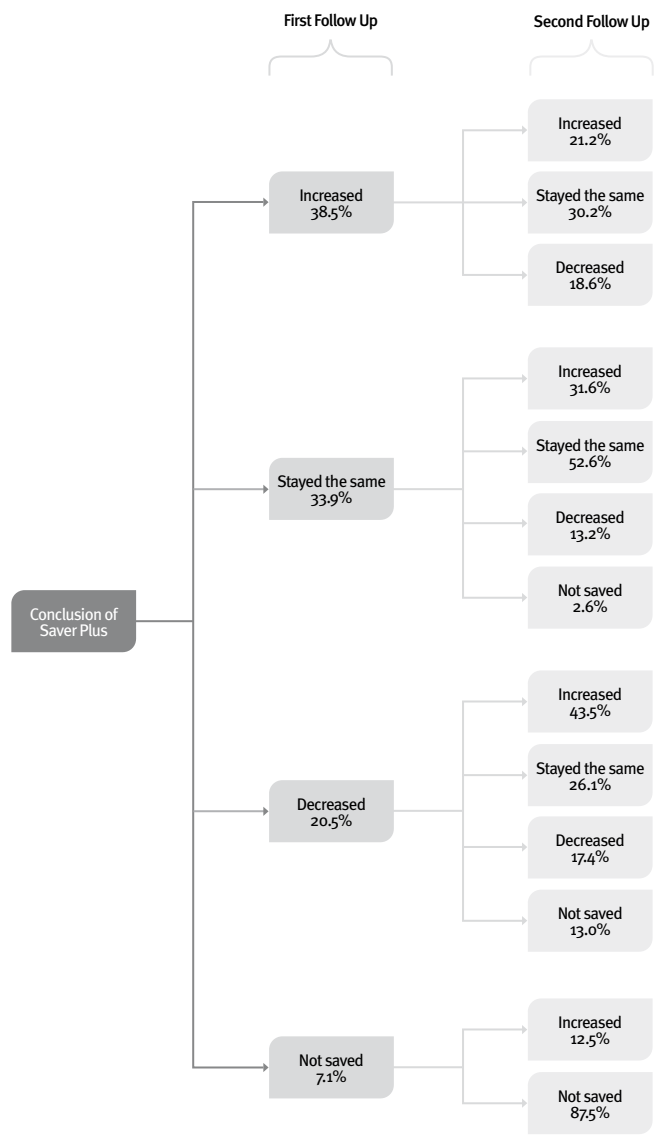 First Follow Up
Second Follow Up
Increased
21.2%
Increased
38.5%
Stayed the same
30.2%
Decreased
18.6%
Increased
31.6%
Stayed the same
33.9%
Stayed the same
52.6%
Decreased
13.2%
Not saved
2.6%
Conclusion of
Saver Plus
Increased
43.5%
Stayed the same
26.1%
Decreased
20.5%
Decreased
17.4%
Not saved
13.0%
Increased
12.5%
Not saved
7.1%
Not saved
87.5%